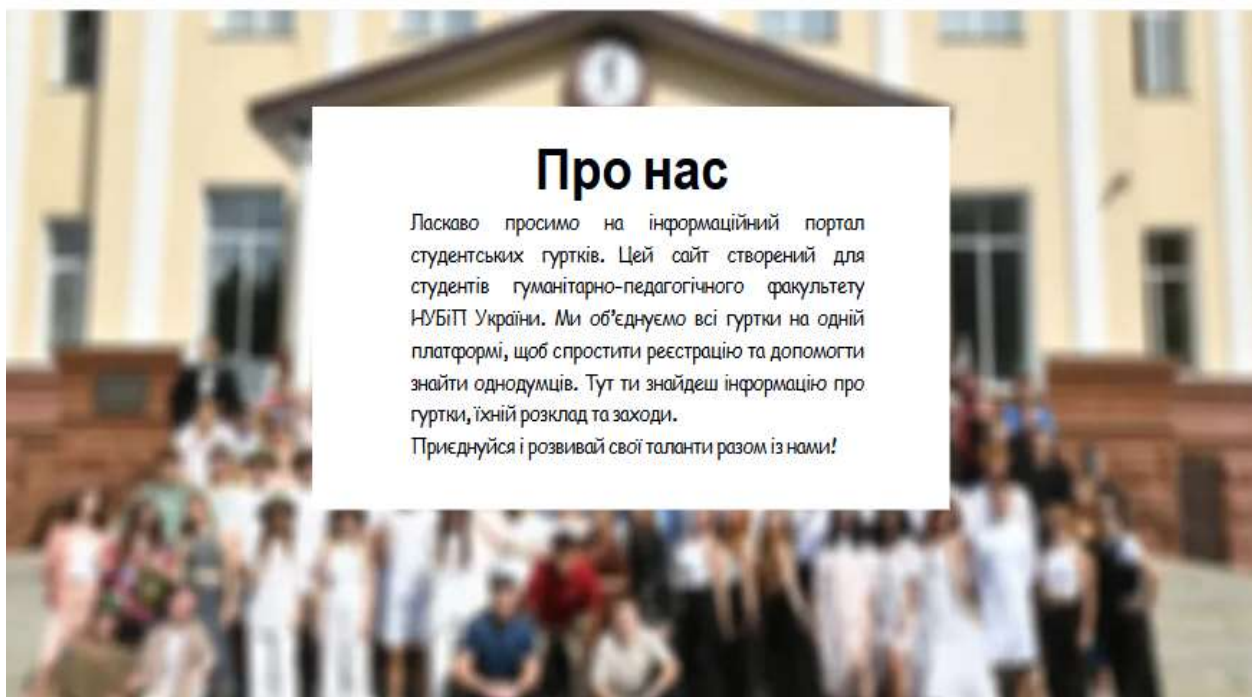 Про нас
Ласкаво просимо на інформаційний портал
студентських гуртків. Цей сайт створений для
студентів гуманітарно-педагогічного факультету
НУБіП України. Ми об'єднуємо всі гуртки на одній
платформі, щоб спростити реєстрацію та допомогти
знайти однодумців. Тут ти знайдеш інформацію про
гуртки, їхній розклад та заходи.
Приєднуйся і розвивай свої таланти разом із нами!